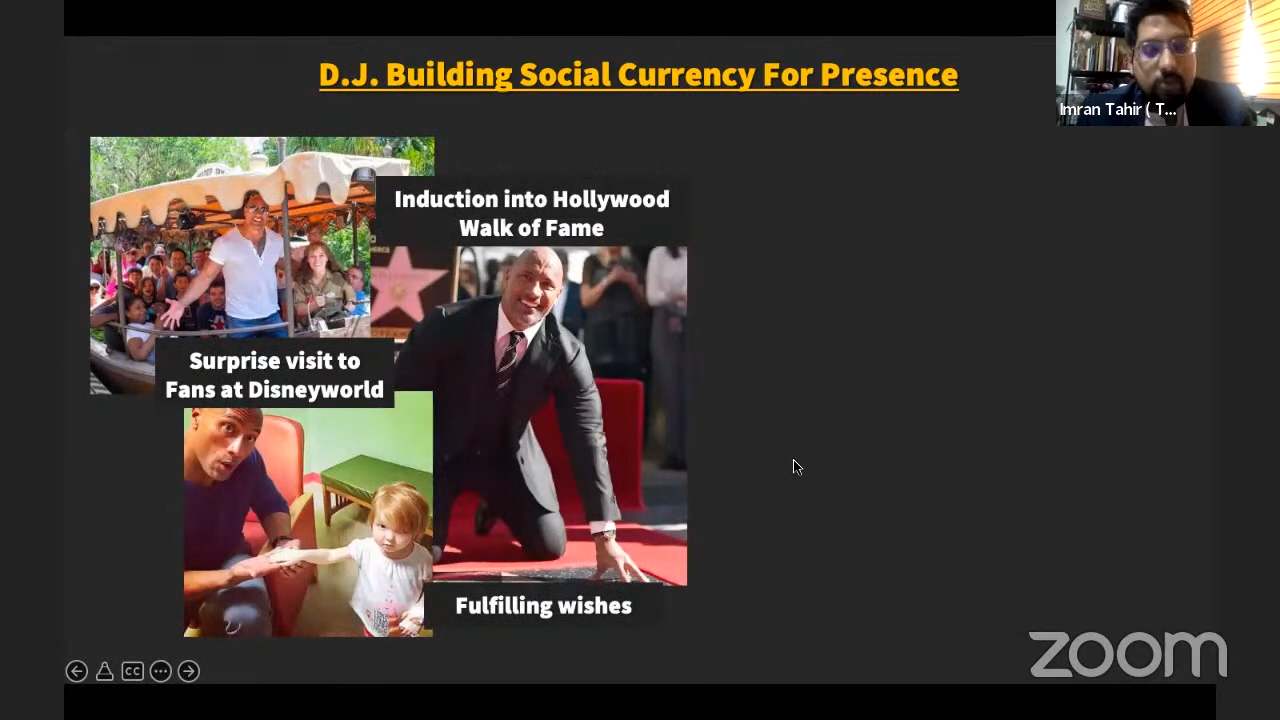 D.J. Building Social Currency For Presence
Imran Tahir ( T...
Induction into Hollywood
Walk of Fame
Surprise visit to
Fans at Disneyworld
Fulfilling wishes
CC
zoom